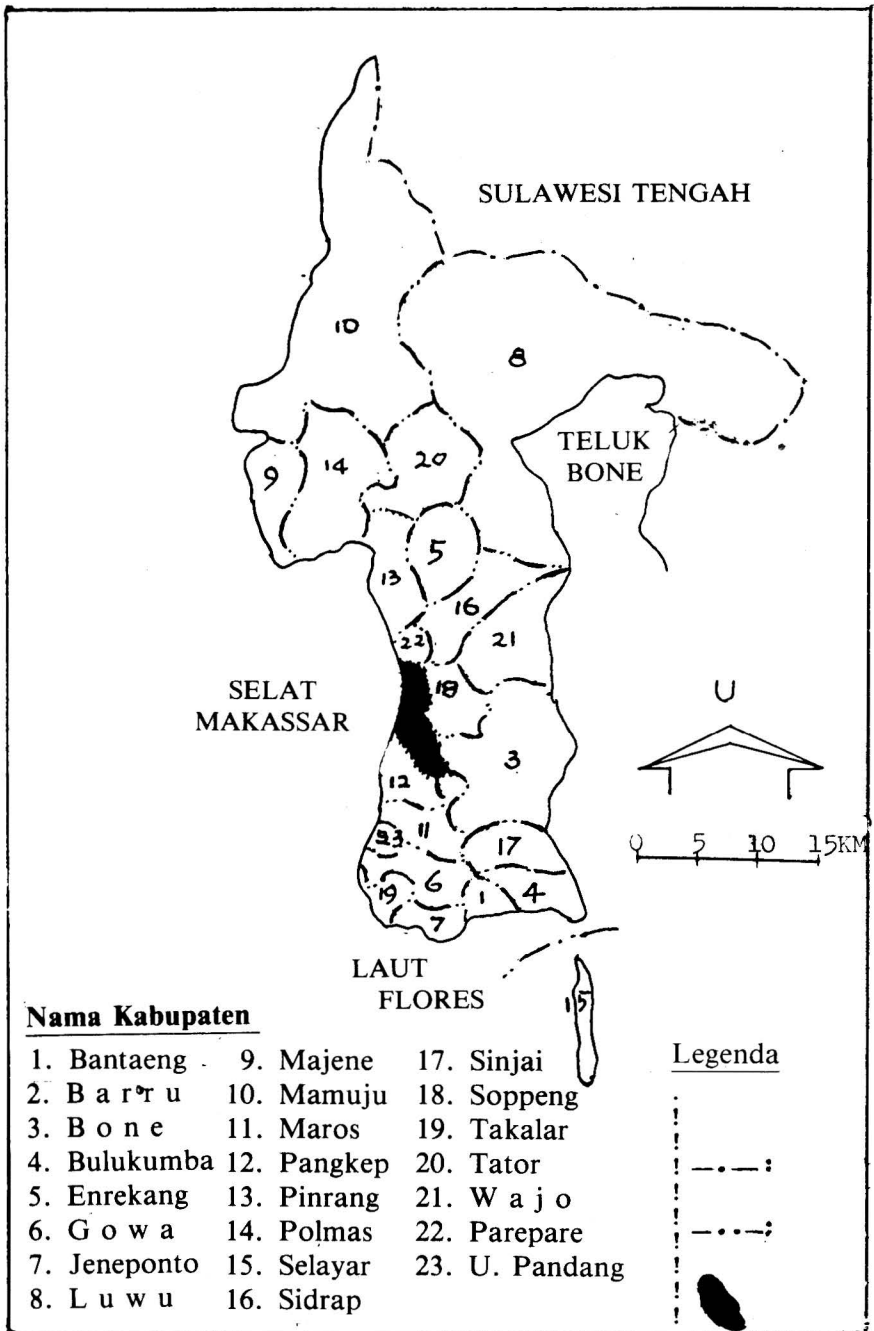 SULAWESI TENGAH
10
8
TELUK
BONE
9
14
20
5
13
16
22
21
SELAT
MAKASSAR
18
U
3
12
23
11
17
0 5 10 15KM
19
6
1
4
7
LAUT
FLORES
15
Nama Kabupaten
1. Bantaeng
2. B a r r u
3. B o n e
4. Bulukumba
5. Enrekang
6. G o w a
7. Jeneponto
8. L u w u
9. Majene
10. Mamuju
11. Maros
12. Pangkep
13. Pinrang
14. Polmas
15. Selayar
16. Sidrap
17. Sinjai
18. Soppeng
19. Takalar
20. Tator
21. W a j o
22. Parepare
23. U. Pandang
Legenda